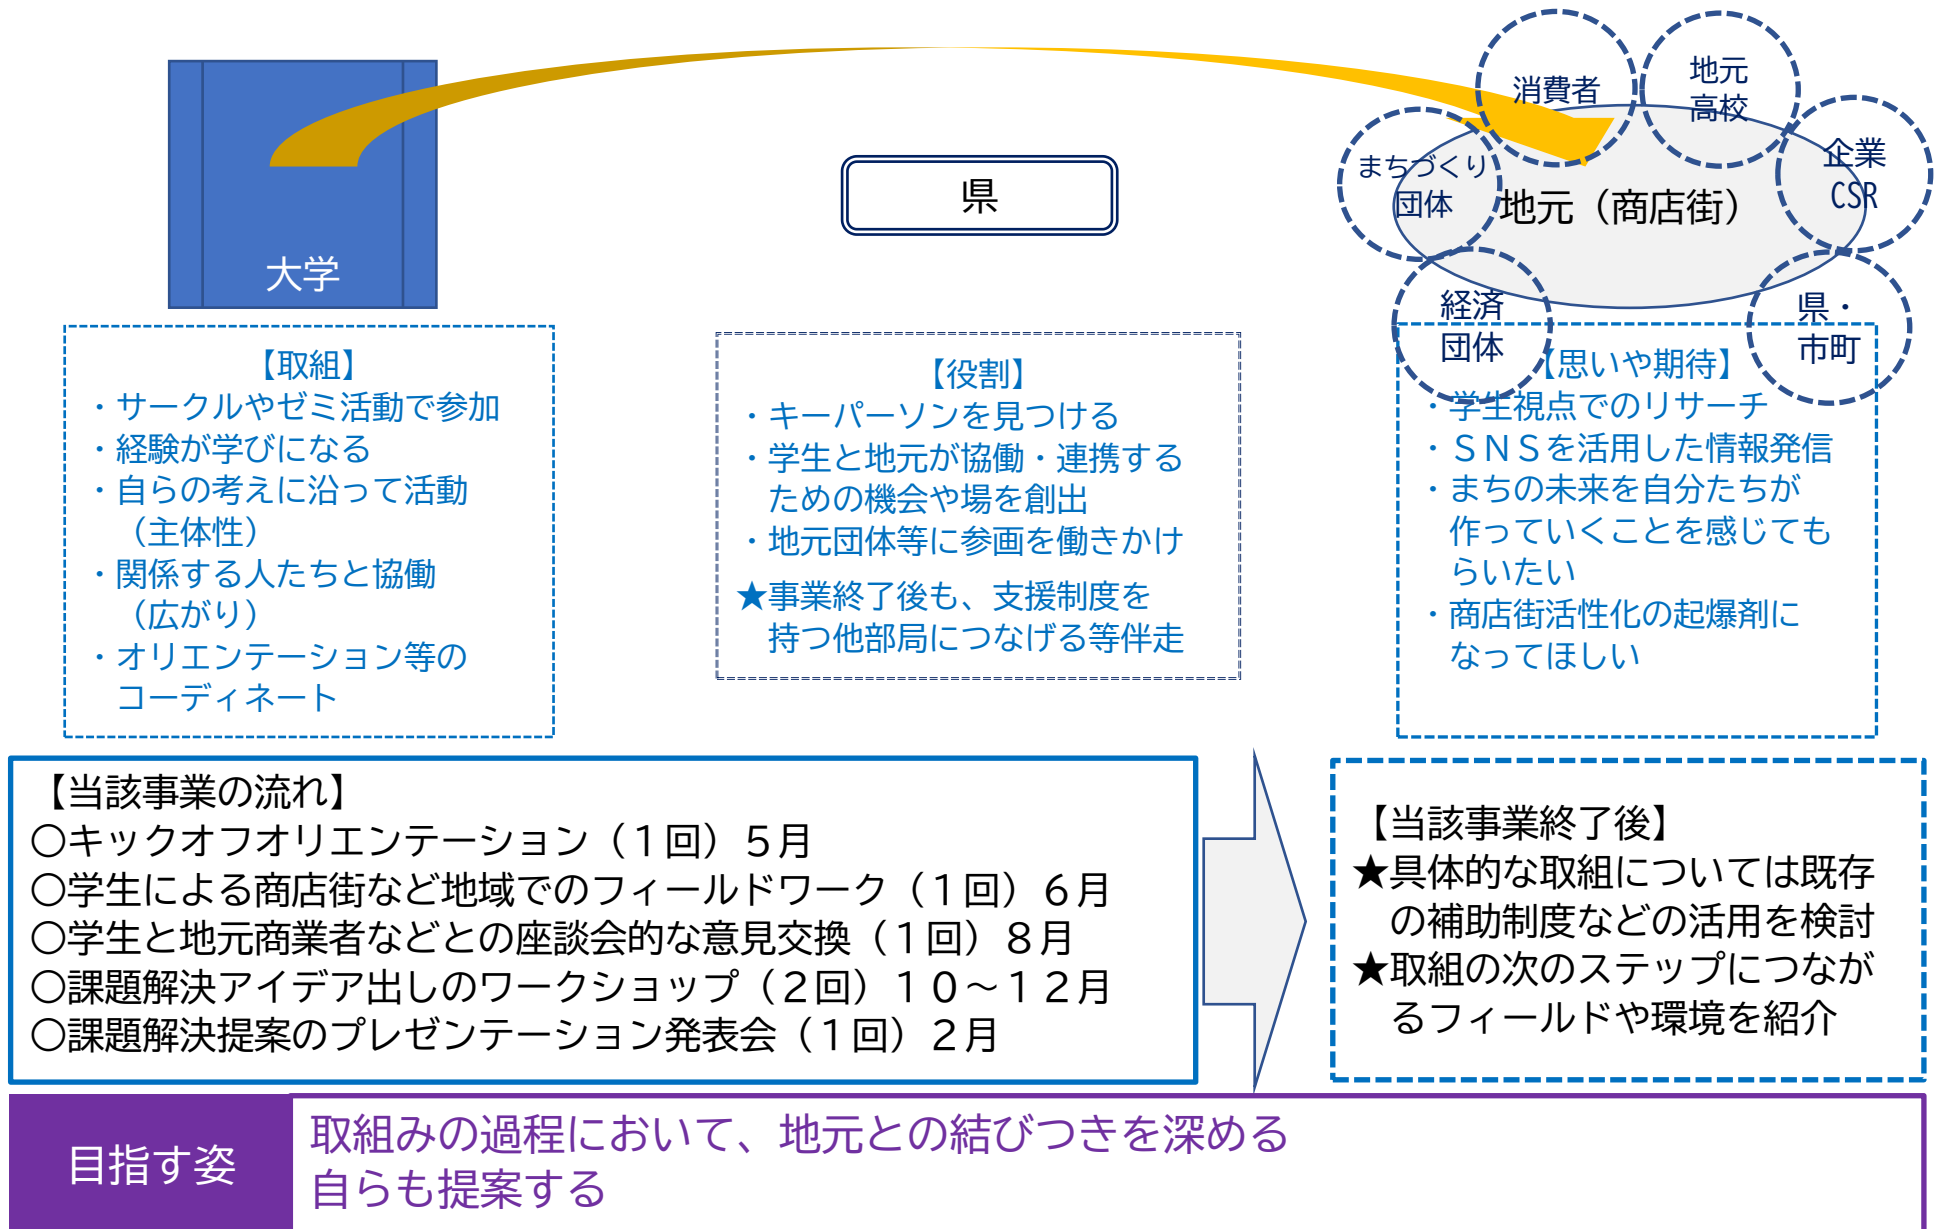 大学
県
消費者
地元
高校
企業
CSR
まちづくり
団体
地元（商店街）
経済
団体
県・
市町
【取組】
・サークルやゼミ活動で参加
・経験が学びになる
・自らの考えに沿って活動
（主体性）
・関係する人たちと協働
（広がり）
・オリエンテーション等の
コーディネート
【役割】
・キーパーソンを見つける
・学生と地元が協働・連携する
ための機会や場を創出
・地元団体等に参画を働きかけ
★事業終了後も、支援制度を
持つ他部局につなげる等伴走
【思いや期待】
・学生視点でのリサーチ
・ＳＮＳを活用した情報発信
・まちの未来を自分たちが
作っていくことを感じても
らいたい
・商店街活性化の起爆剤に
なってほしい
【当該事業の流れ】
〇キックオフオリエンテーション（１回）５月
〇学生による商店街など地域でのフィールドワーク（１回）６月
〇学生と地元商業者などとの座談会的な意見交換（１回）８月
〇課題解決アイデア出しのワークショップ（２回）１０～１２月
〇課題解決提案のプレゼンテーション発表会（１回）２月
【当該事業終了後】
★具体的な取組については既存
の補助制度などの活用を検討
★取組の次のステップにつなが
るフィールドや環境を紹介
目指す姿
取組みの過程において、地元との結びつきを深める
自らも提案する